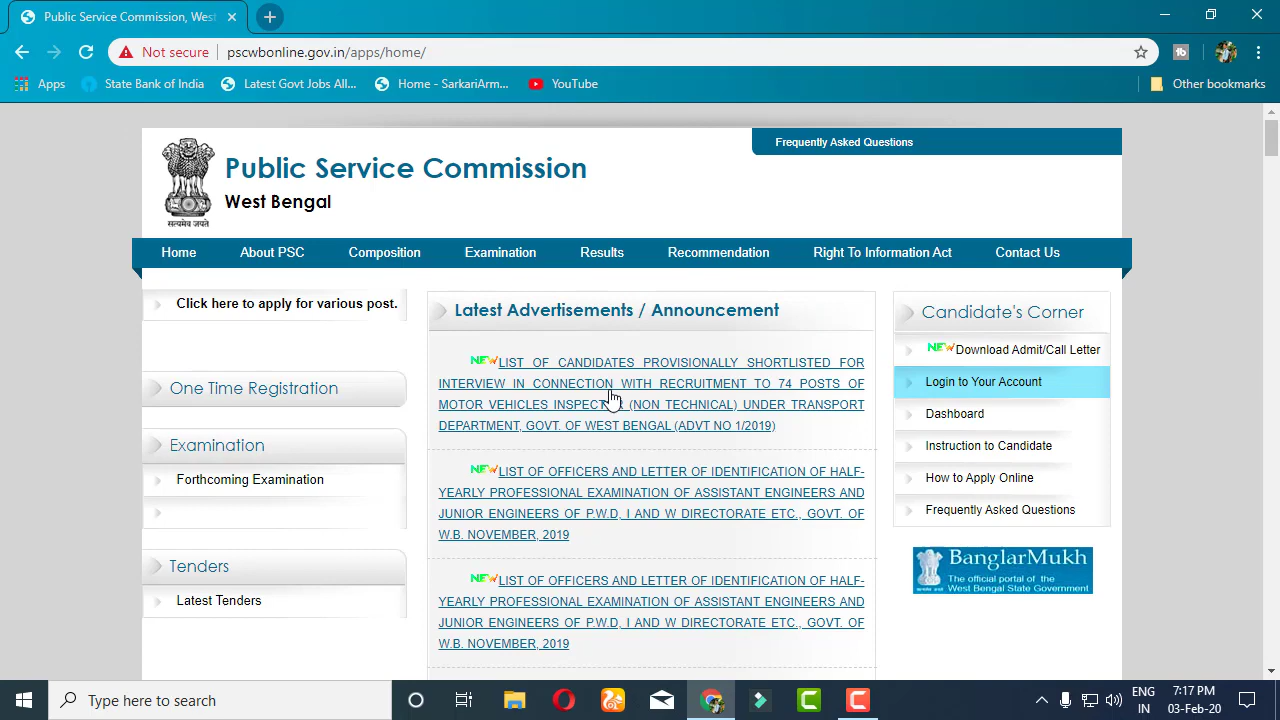 Public Service Commission, West
Not secure
pscwbonline.gov.in/apps/home/
Apps
State Bank of India
Latest Govt Jobs All...
Home - SarkariArm...
YouTube
Other bookmarks
सत्यमेव जयते
Public Service Commission
West Bengal
Frequently Asked Questions
Home
About PSC
Composition
Examination
Results
Recommendation
Right To Information Act
Contact Us
Click here to apply for various post.
One Time Registration
Examination
Forthcoming Examination
Tenders
Latest Tenders
Latest Advertisements / Announcement
NEW LIST OF CANDIDATES PROVISIONALLY SHORTLISTED FOR
INTERVIEW IN CONNECTION WITH RECRUITMENT TO 74 POSTS OF
MOTOR VEHICLES INSPECTOR (NON TECHNICAL) UNDER TRANSPORT
DEPARTMENT, GOVT. OF WEST BENGAL (ADVT NO 1/2019)
NEW LIST OF OFFICERS AND LETTER OF IDENTIFICATION OF HALF-
YEARLY PROFESSIONAL EXAMINATION OF ASSISTANT ENGINEERS AND
JUNIOR ENGINEERS OF P.W.D, I AND W DIRECTORATE ETC., GOVT. OF
W.B. NOVEMBER, 2019
NEW LIST OF OFFICERS AND LETTER OF IDENTIFICATION OF HALF-
YEARLY PROFESSIONAL EXAMINATION OF ASSISTANT ENGINEERS AND
JUNIOR ENGINEERS OF P.W.D, I AND W DIRECTORATE ETC., GOVT. OF
W.B. NOVEMBER, 2019
Candidate's Corner
NEW Download Admit/Call Letter
Login to Your Account
Dashboard
Instruction to Candidate
How to Apply Online
Frequently Asked Questions
BanglarMukh
The official portal of the
West Bengal State Government
Type here to search
ENG
IN
7:17 PM
03-Feb-20